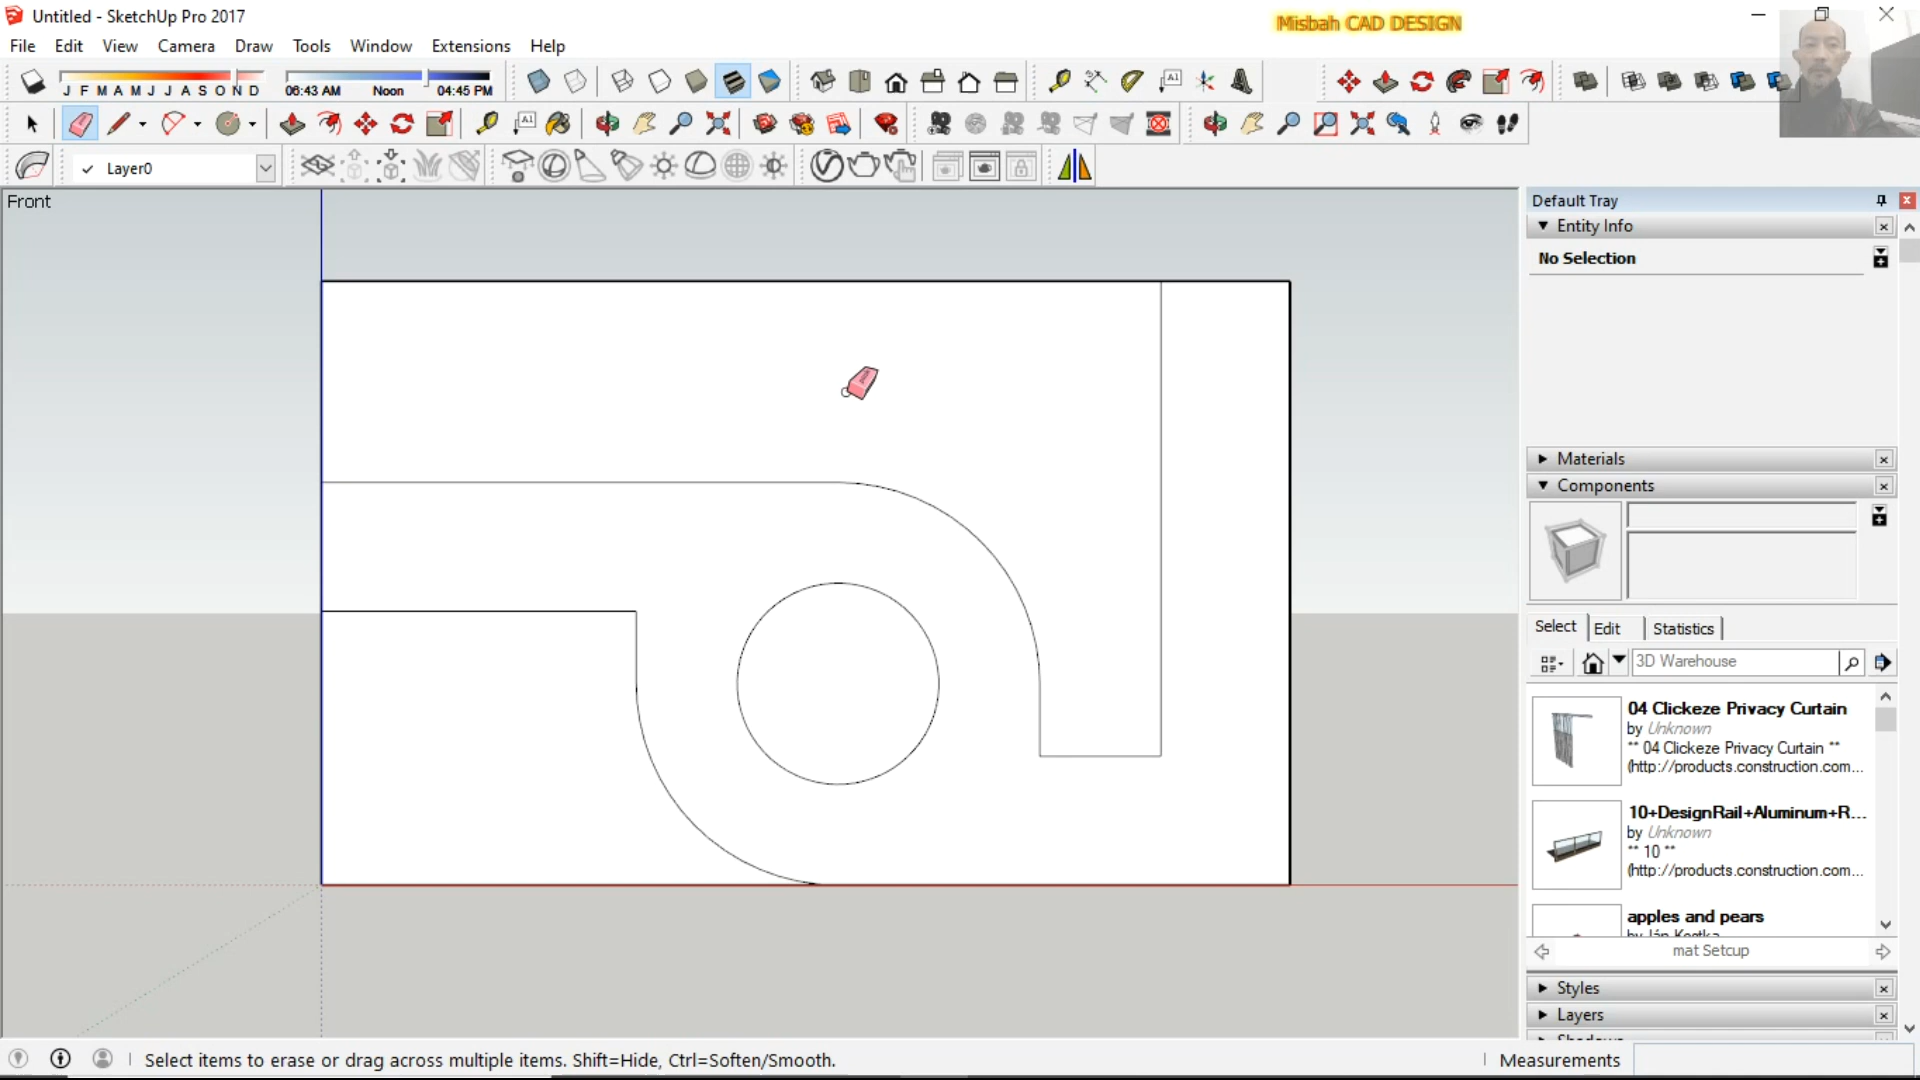 Untitled - SketchUp Pro 2017
Misbah CAD DESIGN
File Edit View Camera Draw Tools Window Extensions Help
J F M A M J J A S O N D
06:43 AM Noon 04:45 PM
Layer0
Front
Default Tray
Entity Info
No Selection
Materials
Components
Select Edit Statistics
3D Warehouse
04 Clickeze Privacy Curtain
by Unknown
** 04 Clickeze Privacy Curtain **
(http://products.construction.com...
10+DesignRail+Aluminum+R...
by Unknown
** 10 **
(http://products.construction.com...
apples and pears
mat Setcup
Styles
Layers
Select items to erase or drag across multiple items. Shift=Hide, Ctrl=Soften/Smooth.
Measurements